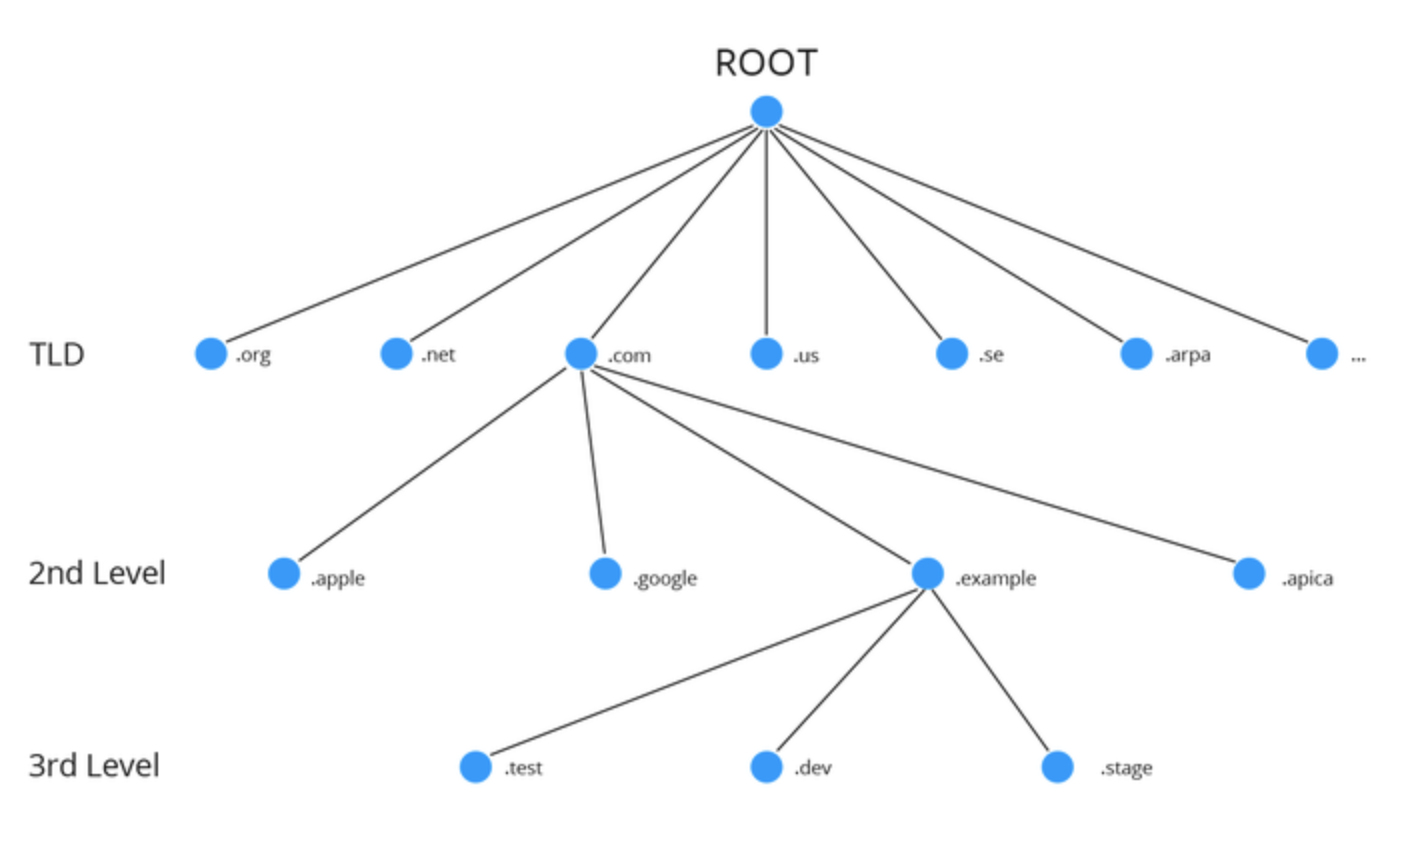 ROOT
TLD
.org
.net
.com
.us
.se
.arpa
...
2nd Level
.apple
.google
.example
.apica
3rd Level
.test
.dev
.stage